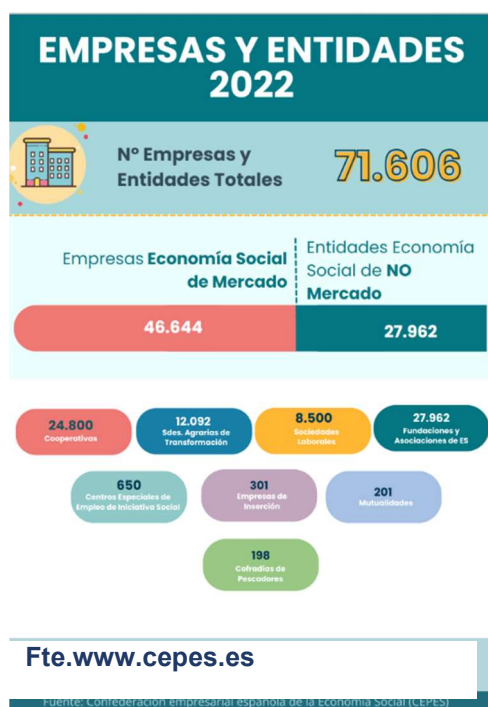 EMPRESAS Y ENTIDADES
2022
Nº Empresas y
Entidades Totales
71.606
Empresas Economía Social
de Mercado
Entidades Economía
Social de NO
Mercado
46.644
27.962
24.800
Cooperativas
12.092
Sdes. Agrarias de
Transformación
8.500
Sociedades
Laborales
27.962
Fundaciones y
Asociaciones de ES
650
Centros Especiales de
Empleo de Iniciativa Social
301
Empresas de
Inserción
201
Mutualidades
198
Cofradías de
Pescadores
Fte.www.cepes.es
Fuente: Confederación empresarial española de la Economía Social (CEPES)